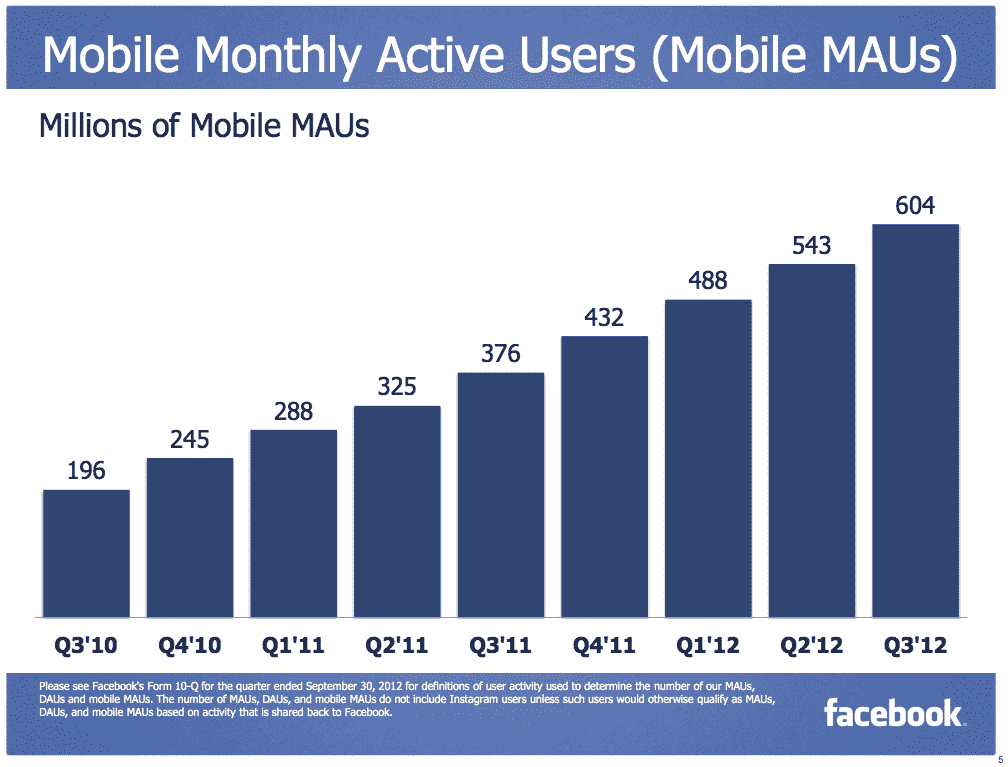 Mobile Monthly Active Users (Mobile MAUs)
Millions of Mobile MAUs
196
245
288
325
376
432
488
543
604
Q3'10 Q4'10 Q1'11 Q2'11 Q3'11 Q4'11 Q1'12 Q2'12 Q3'12
Please see Facebook's Form 10-Q for the quarter ended September 30, 2012 for definitions of user activity used to determine the number of our MAUs,
DAUs and mobile MAUs. The number of MAUs, DAUs, and mobile MAUs do not include Instagram users unless such users would otherwise qualify as MAUs,
DAUs, and mobile MAUs based on activity that is shared back to Facebook.
facebook
5